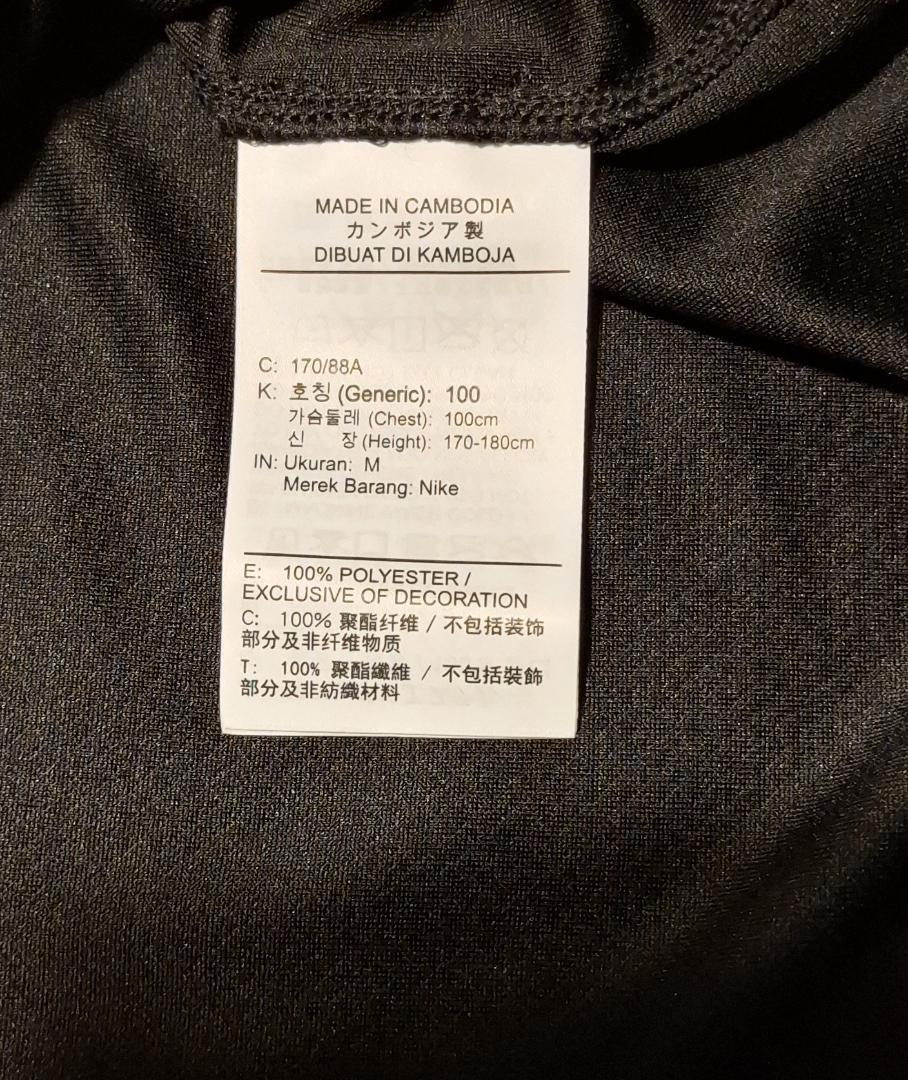 MADE IN CAMBODIA
カンボジア製
DIBUAT DI KAMBOJA
C: 170/88A
K: 호칭 (Generic): 100
가슴둘레 (Chest): 100cm
신 장 (Height): 170-180cm
IN: Ukuran: M
Merek Barang: Nike
E: 100% POLYESTER /
EXCLUSIVE OF DECORATION
C: 100% 聚酯纤维 / 不包括装饰
部分及非纤维物质
T: 100% 聚酯纖維 / 不包括裝飾
部分及非紡織材料